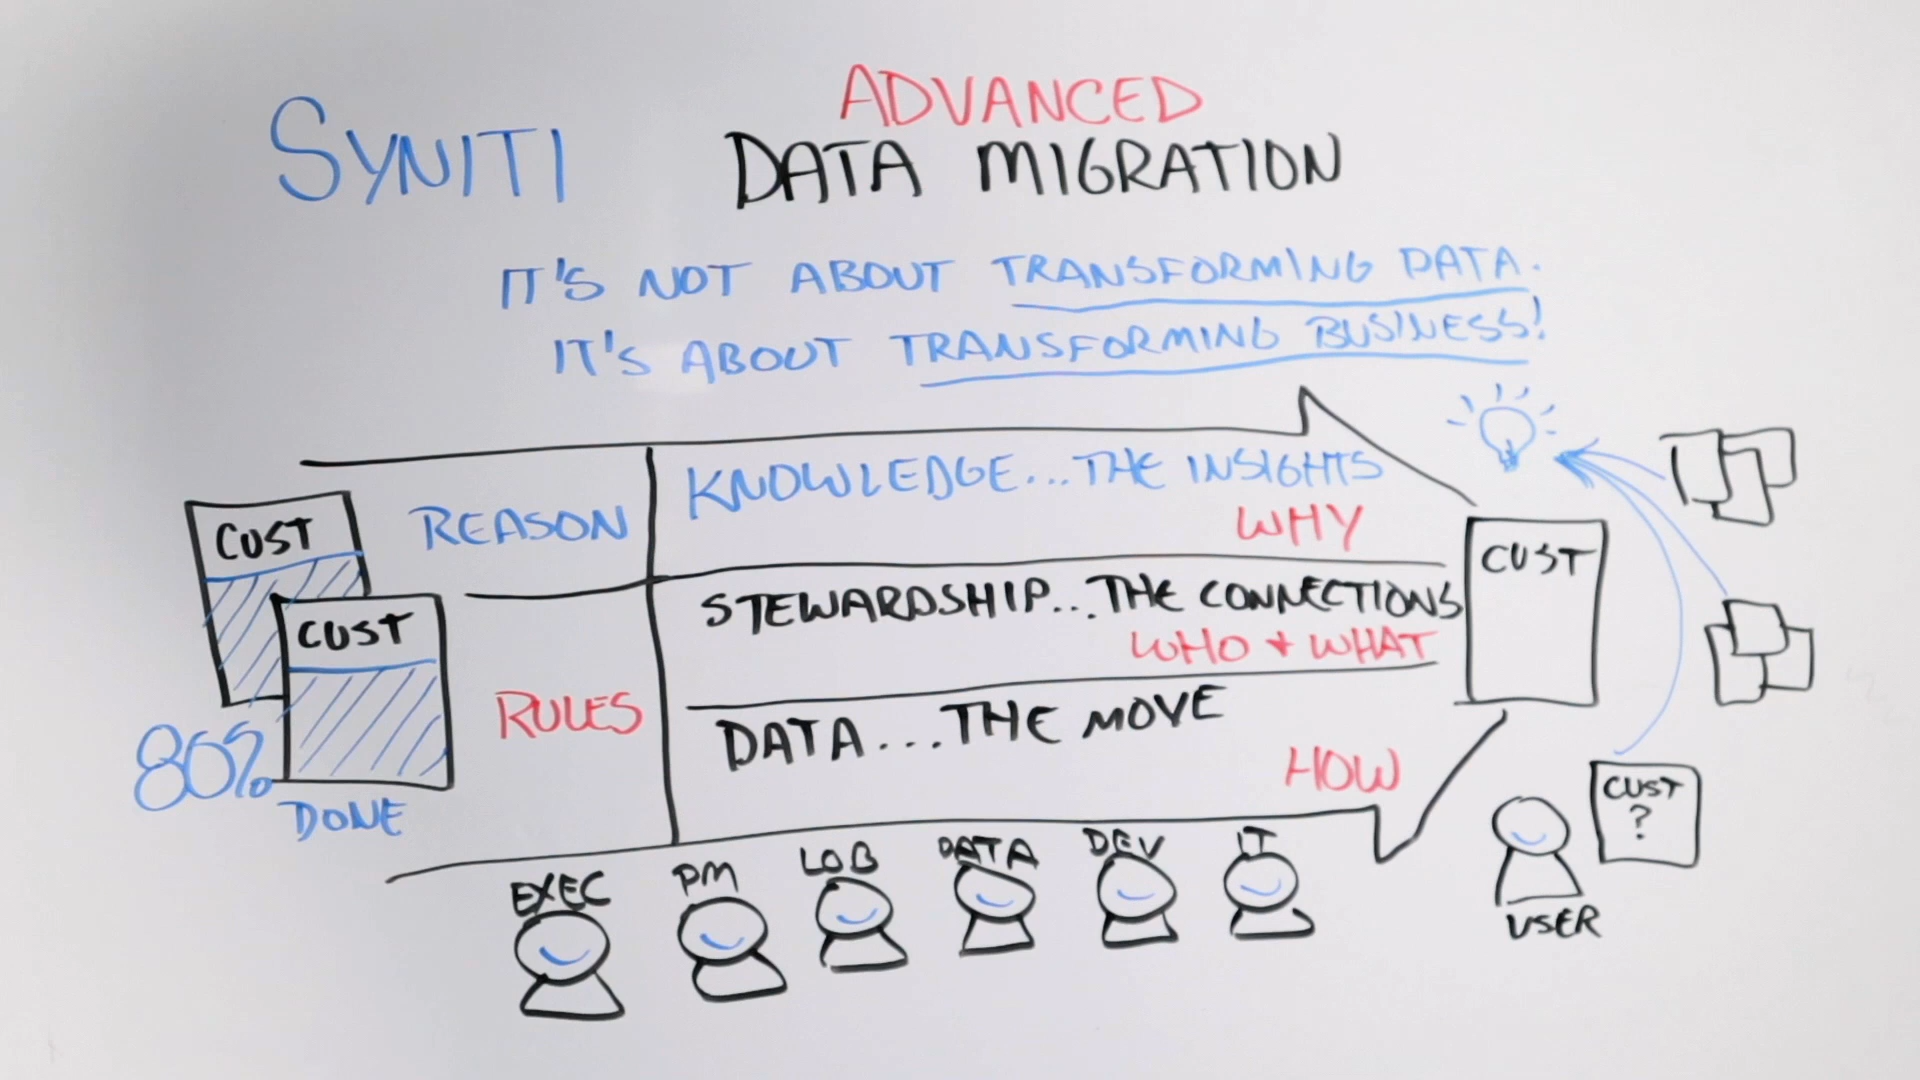 ADVANCED
SYNITI DATA MIGRATION
IT'S NOT ABOUT TRANSFORMING DATA.
IT'S ABOUT TRANSFORMING BUSINESS!
REASON
KNOWLEDGE...THE INSIGHTS
WHY
CUST
CUST
STEWARDSHIP...THE CONNECTIONS
WHO + WHAT
CUST
RULES
DATA...THE MOVE
HOW
80%
DONE
CUST
?
EXEC
PM
LOB
DATA
DEV
IT
USER